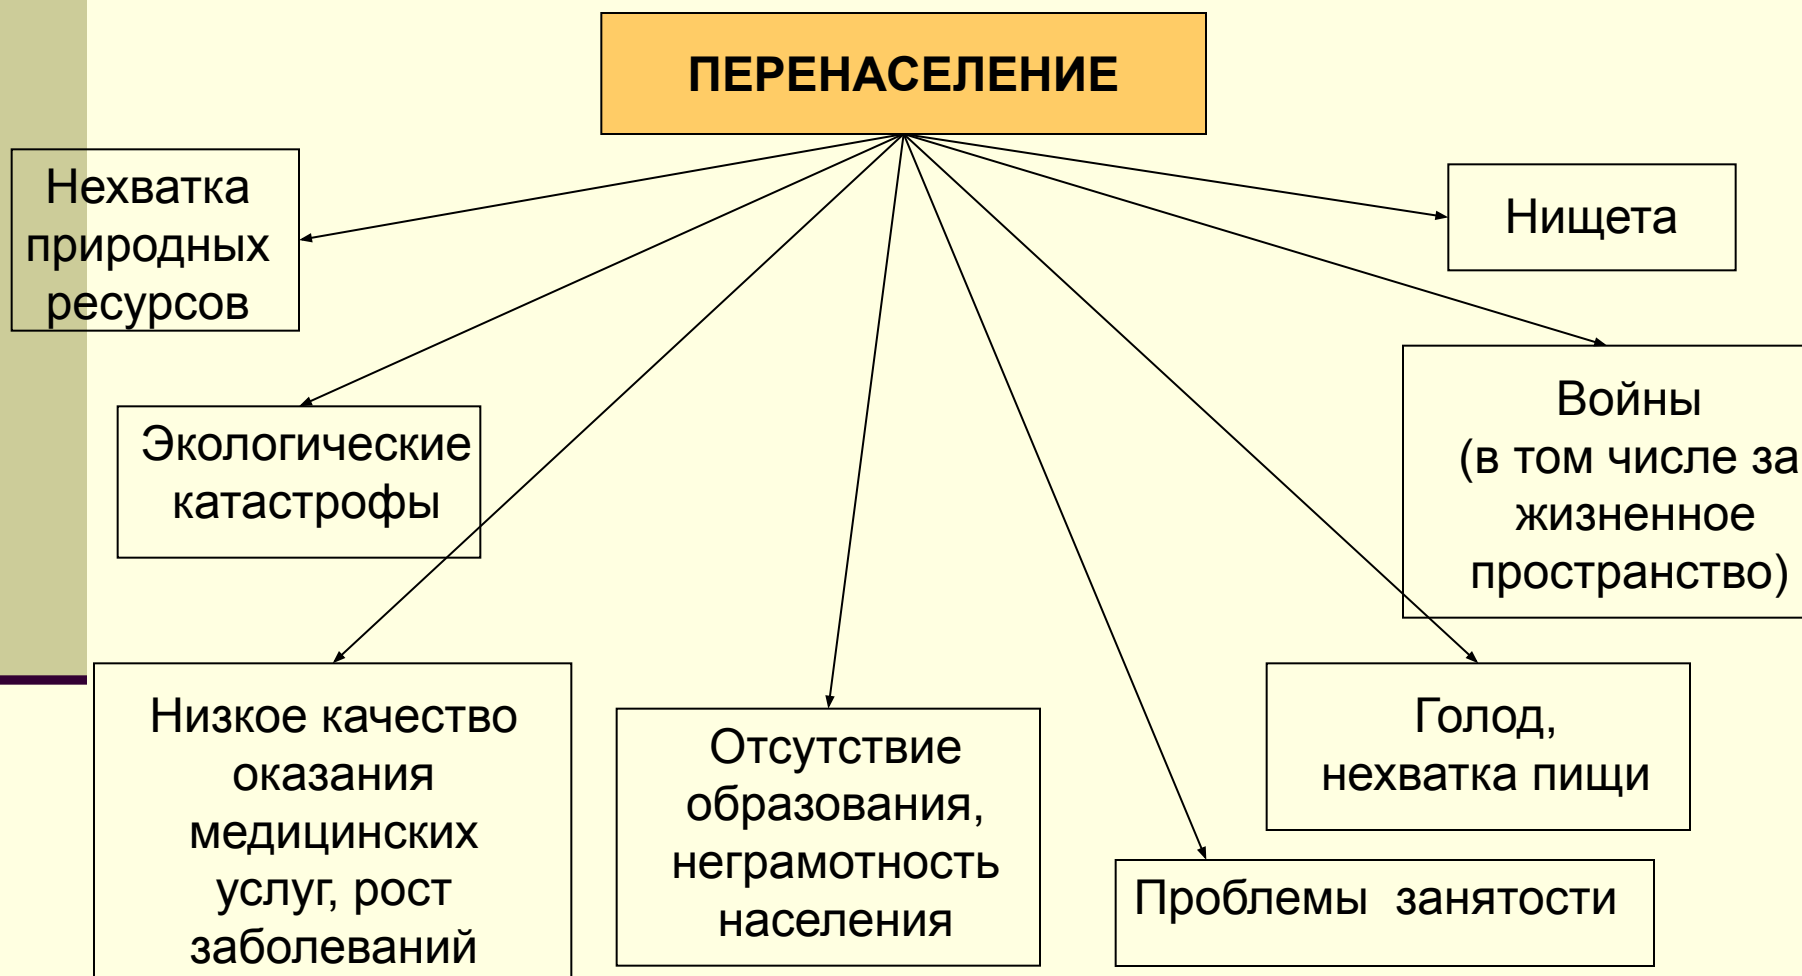 ПЕРЕНАСЕЛЕНИЕ
Нехватка
природных
ресурсов
Нищета
Экологические
катастрофы
Войны
(в том числе за
жизненное
пространство)
Низкое качество
оказания
медицинских
услуг, рост
заболеваний
Отсутствие
образования,
неграмотность
населения
Голод,
нехватка пищи
Проблемы занятости